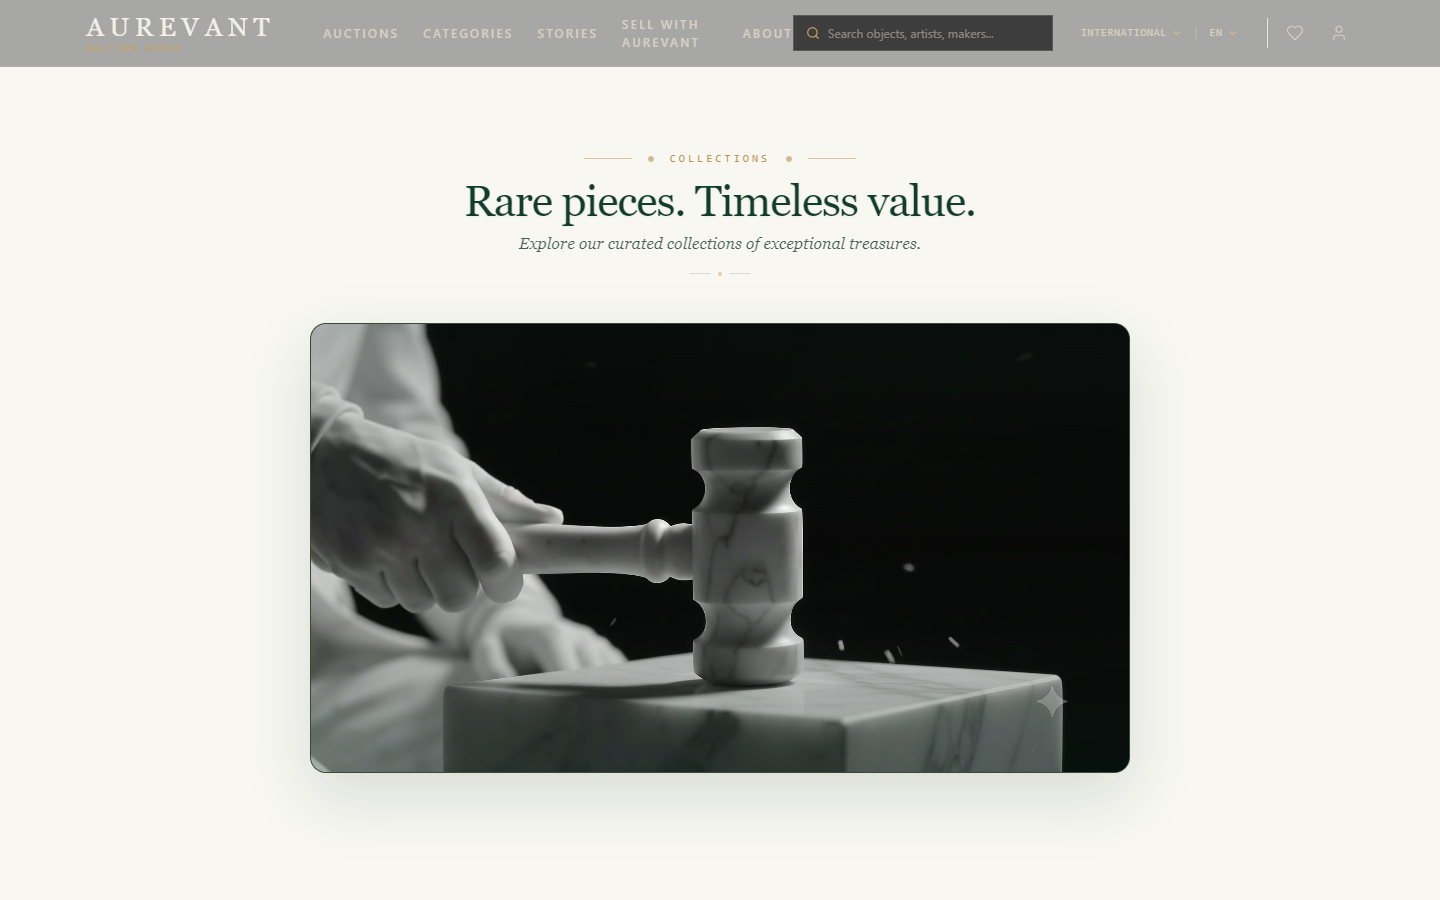 AUREVANT
AUCTIONS
CATEGORIES
STORIES
SELL WITH
AUREVANT
ABOUT
Search objects, artists, makers...
INTERNATIONAL
EN
COLLECTIONS
Rare pieces. Timeless value.
Explore our curated collections of exceptional treasures.